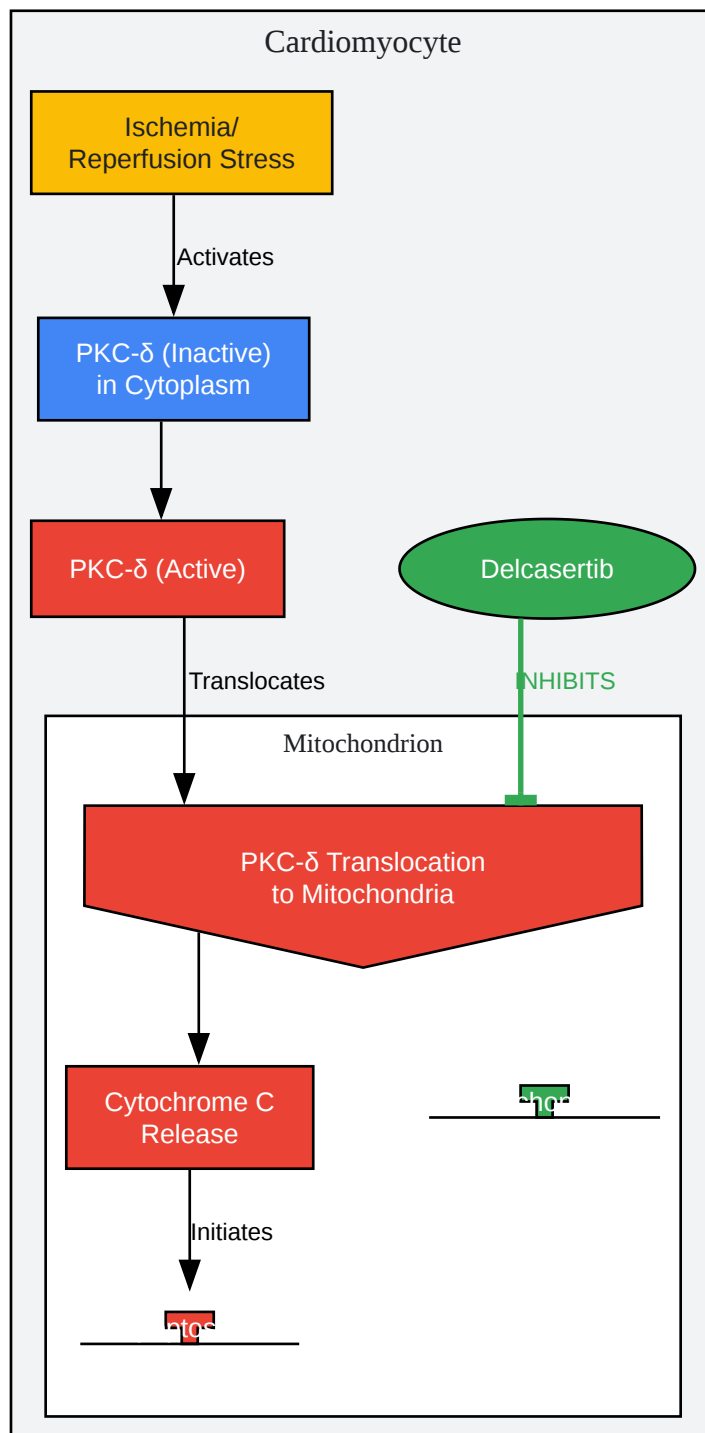 Cardiomyocyte
Ischemia/
Reperfusion Stress
Activates
PKC-δ (Inactive)
in Cytoplasm
PKC-δ (Active)
Delcasertib
Translocates
INHIBITS
Mitochondrion
PKC-δ Translocation
to Mitochondria
Cytochrome C
Release
Initiates